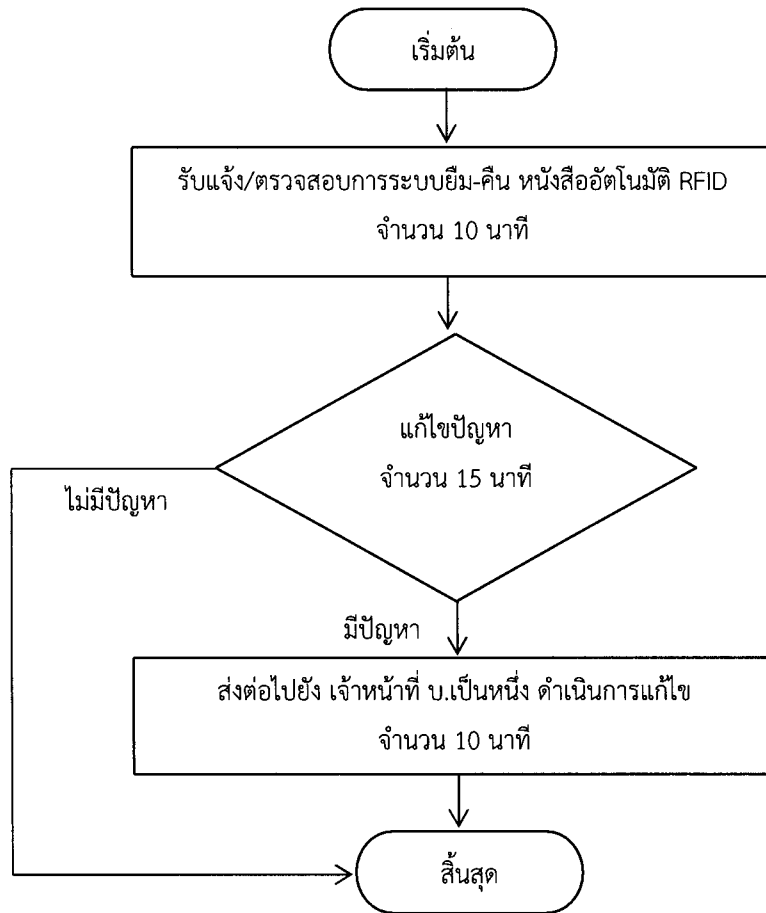 เริ่มต้น
รับแจ้ง/ตรวจสอบการระบบยืม-คืน หนังสืออัตโนมัติ RFID
จำนวน 10 นาที
แก้ไขปัญหา
จำนวน 15 นาที
ไม่มีปัญหา
มีปัญหา
ส่งต่อไปยัง เจ้าหน้าที่ บ.เป็นหนึ่ง ดำเนินการแก้ไข
จำนวน 10 นาที
สิ้นสุด